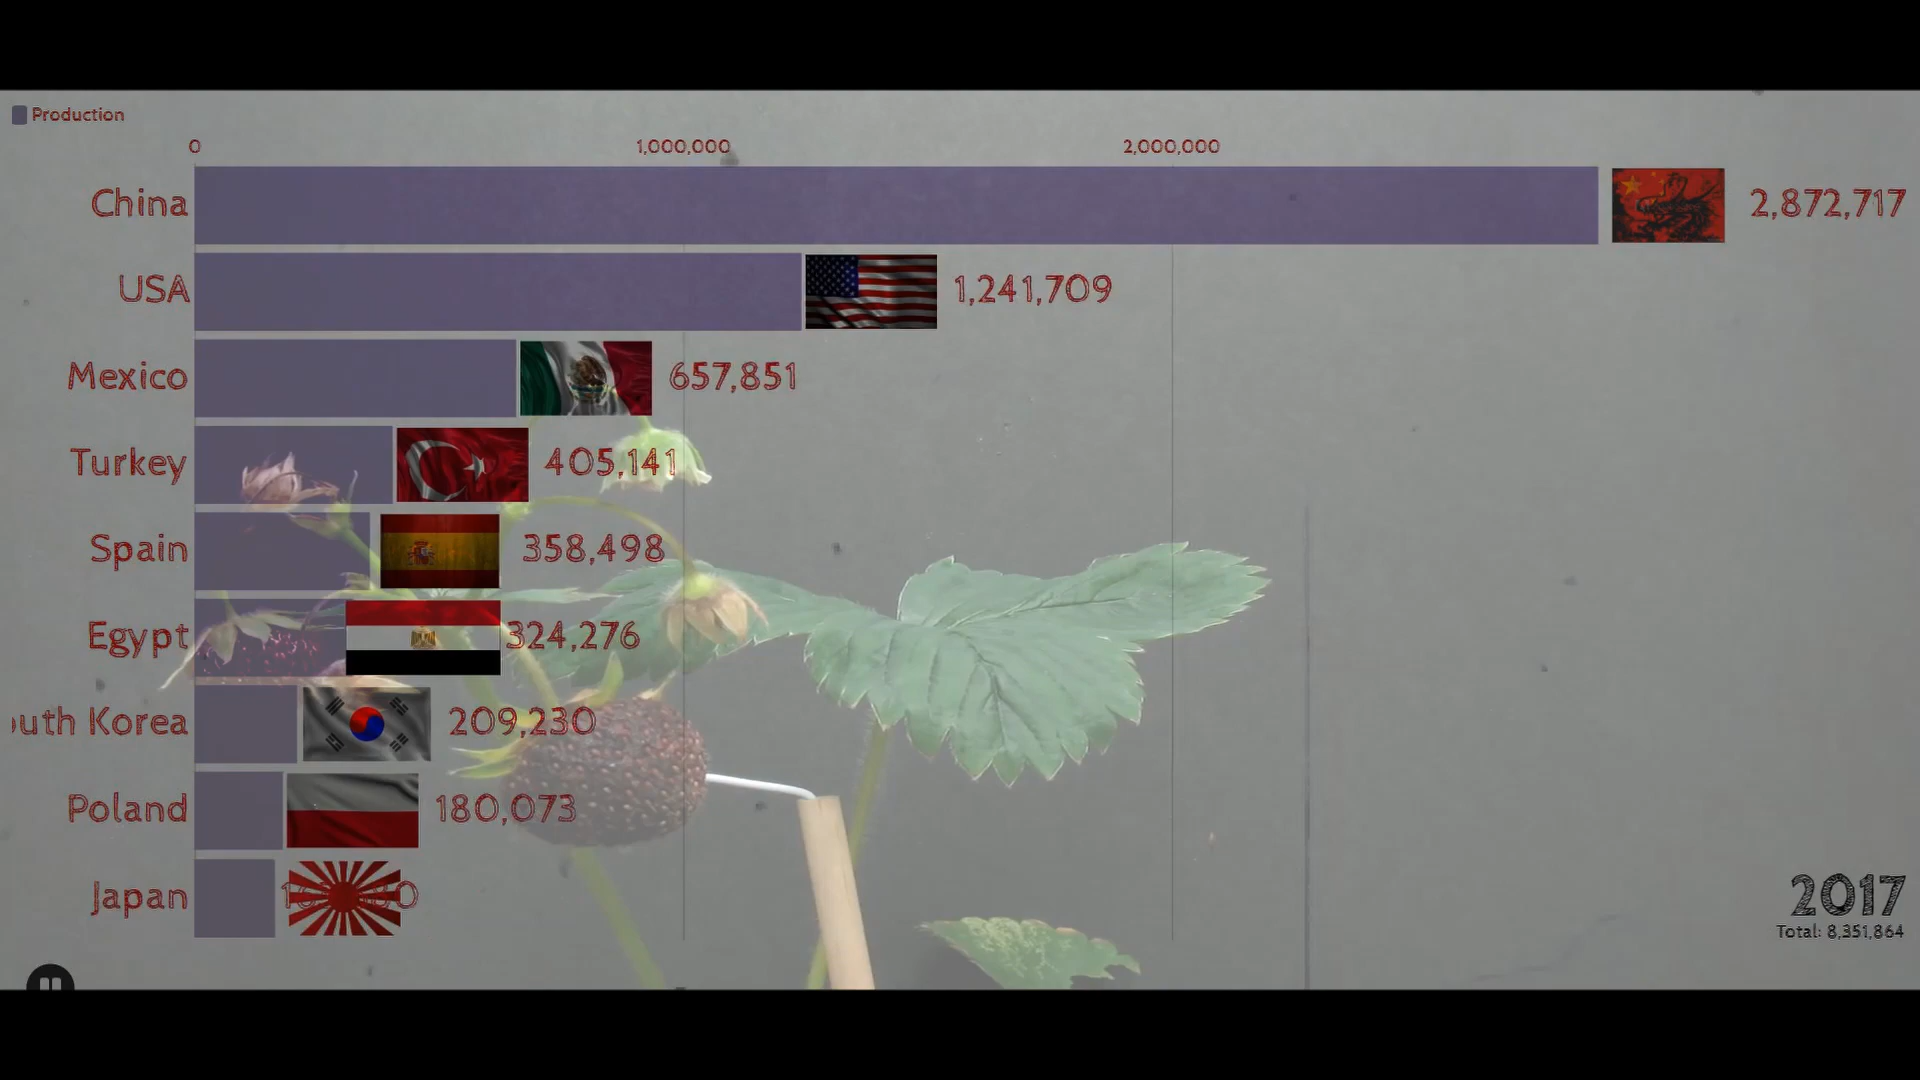 Production
0 1,000,000 2,000,000
China 2,872,717
USA 1,241,709
Mexico 657,851
Turkey 405,141
Spain 358,498
Egypt 324,276
uth Korea 209,230
Poland 180,073
Japan
2017
Total: 8,351,864